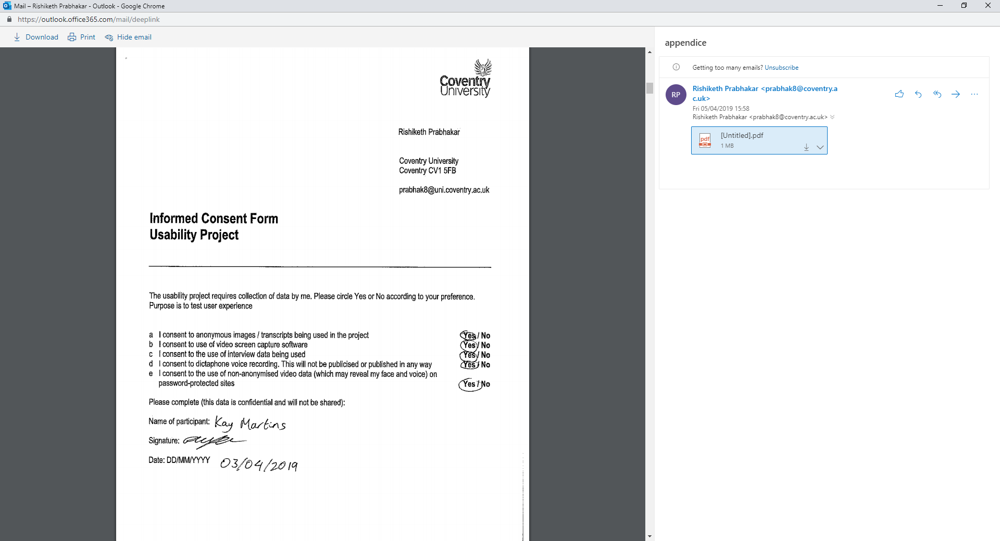 Mail – Rishiketh Prabhakar - Outlook - Google Chrome
https://outlook.office365.com/mail/deeplink
Download Print Hide email
Coventry
University
Rishiketh Prabhakar
Coventry University
Coventry CV1 5FB
prabhak8@uni.coventry.ac.uk
Informed Consent Form
Usability Project
The usability project requires collection of data by me. Please circle Yes or No according to your preference.
Purpose is to test user experience
a I consent to anonymous images / transcripts being used in the project Yes / No
b I consent to use of video screen capture software Yes / No
c I consent to the use of interview data being used Yes / No
d I consent to dictaphone voice recording. This will not be publicised or published in any way Yes / No
e I consent to the use of non-anonymised video data (which may reveal my face and voice) on
password-protected sites Yes / No
Please complete (this data is confidential and will not be shared):
Name of participant: Kay Martins
Signature:
Date: DD/MM/YYYY 03/04/2019
appendice
Getting too many emails? Unsubscribe
RP
Rishiketh Prabhakar <prabhak8@coventry.a
c.uk>
Fri 05/04/2019 15:58
Rishiketh Prabhakar <prabhak8@coventry.ac.uk>
pdf
[Untitled].pdf
1 MB